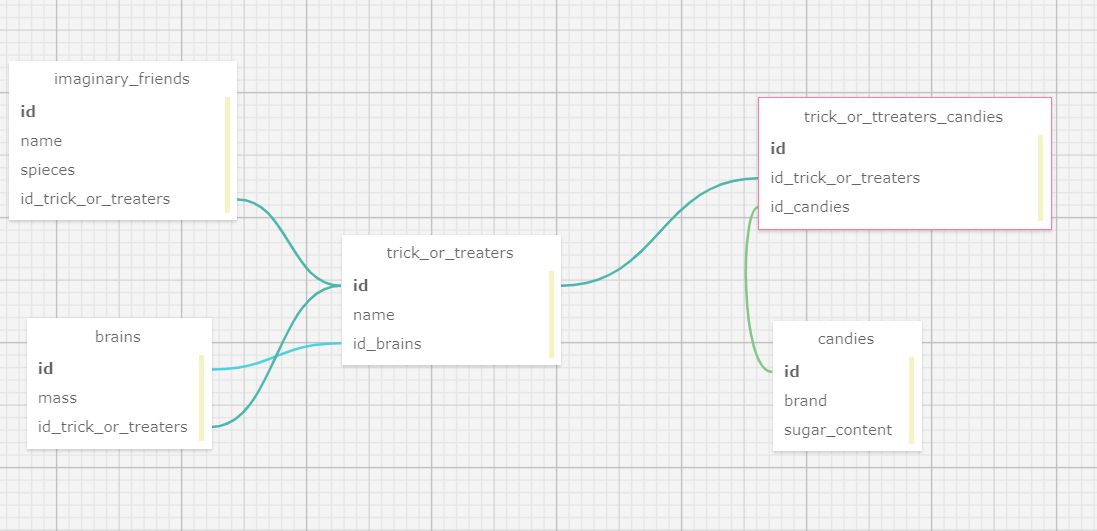 imaginary_friends
id
name
spieces
id_trick_or_treaters
brains
id
mass
id_trick_or_treaters
trick_or_treaters
id
name
id_brains
trick_or_ttreaters_candies
id
id_trick_or_treaters
id_candies
candies
id
brand
sugar_content